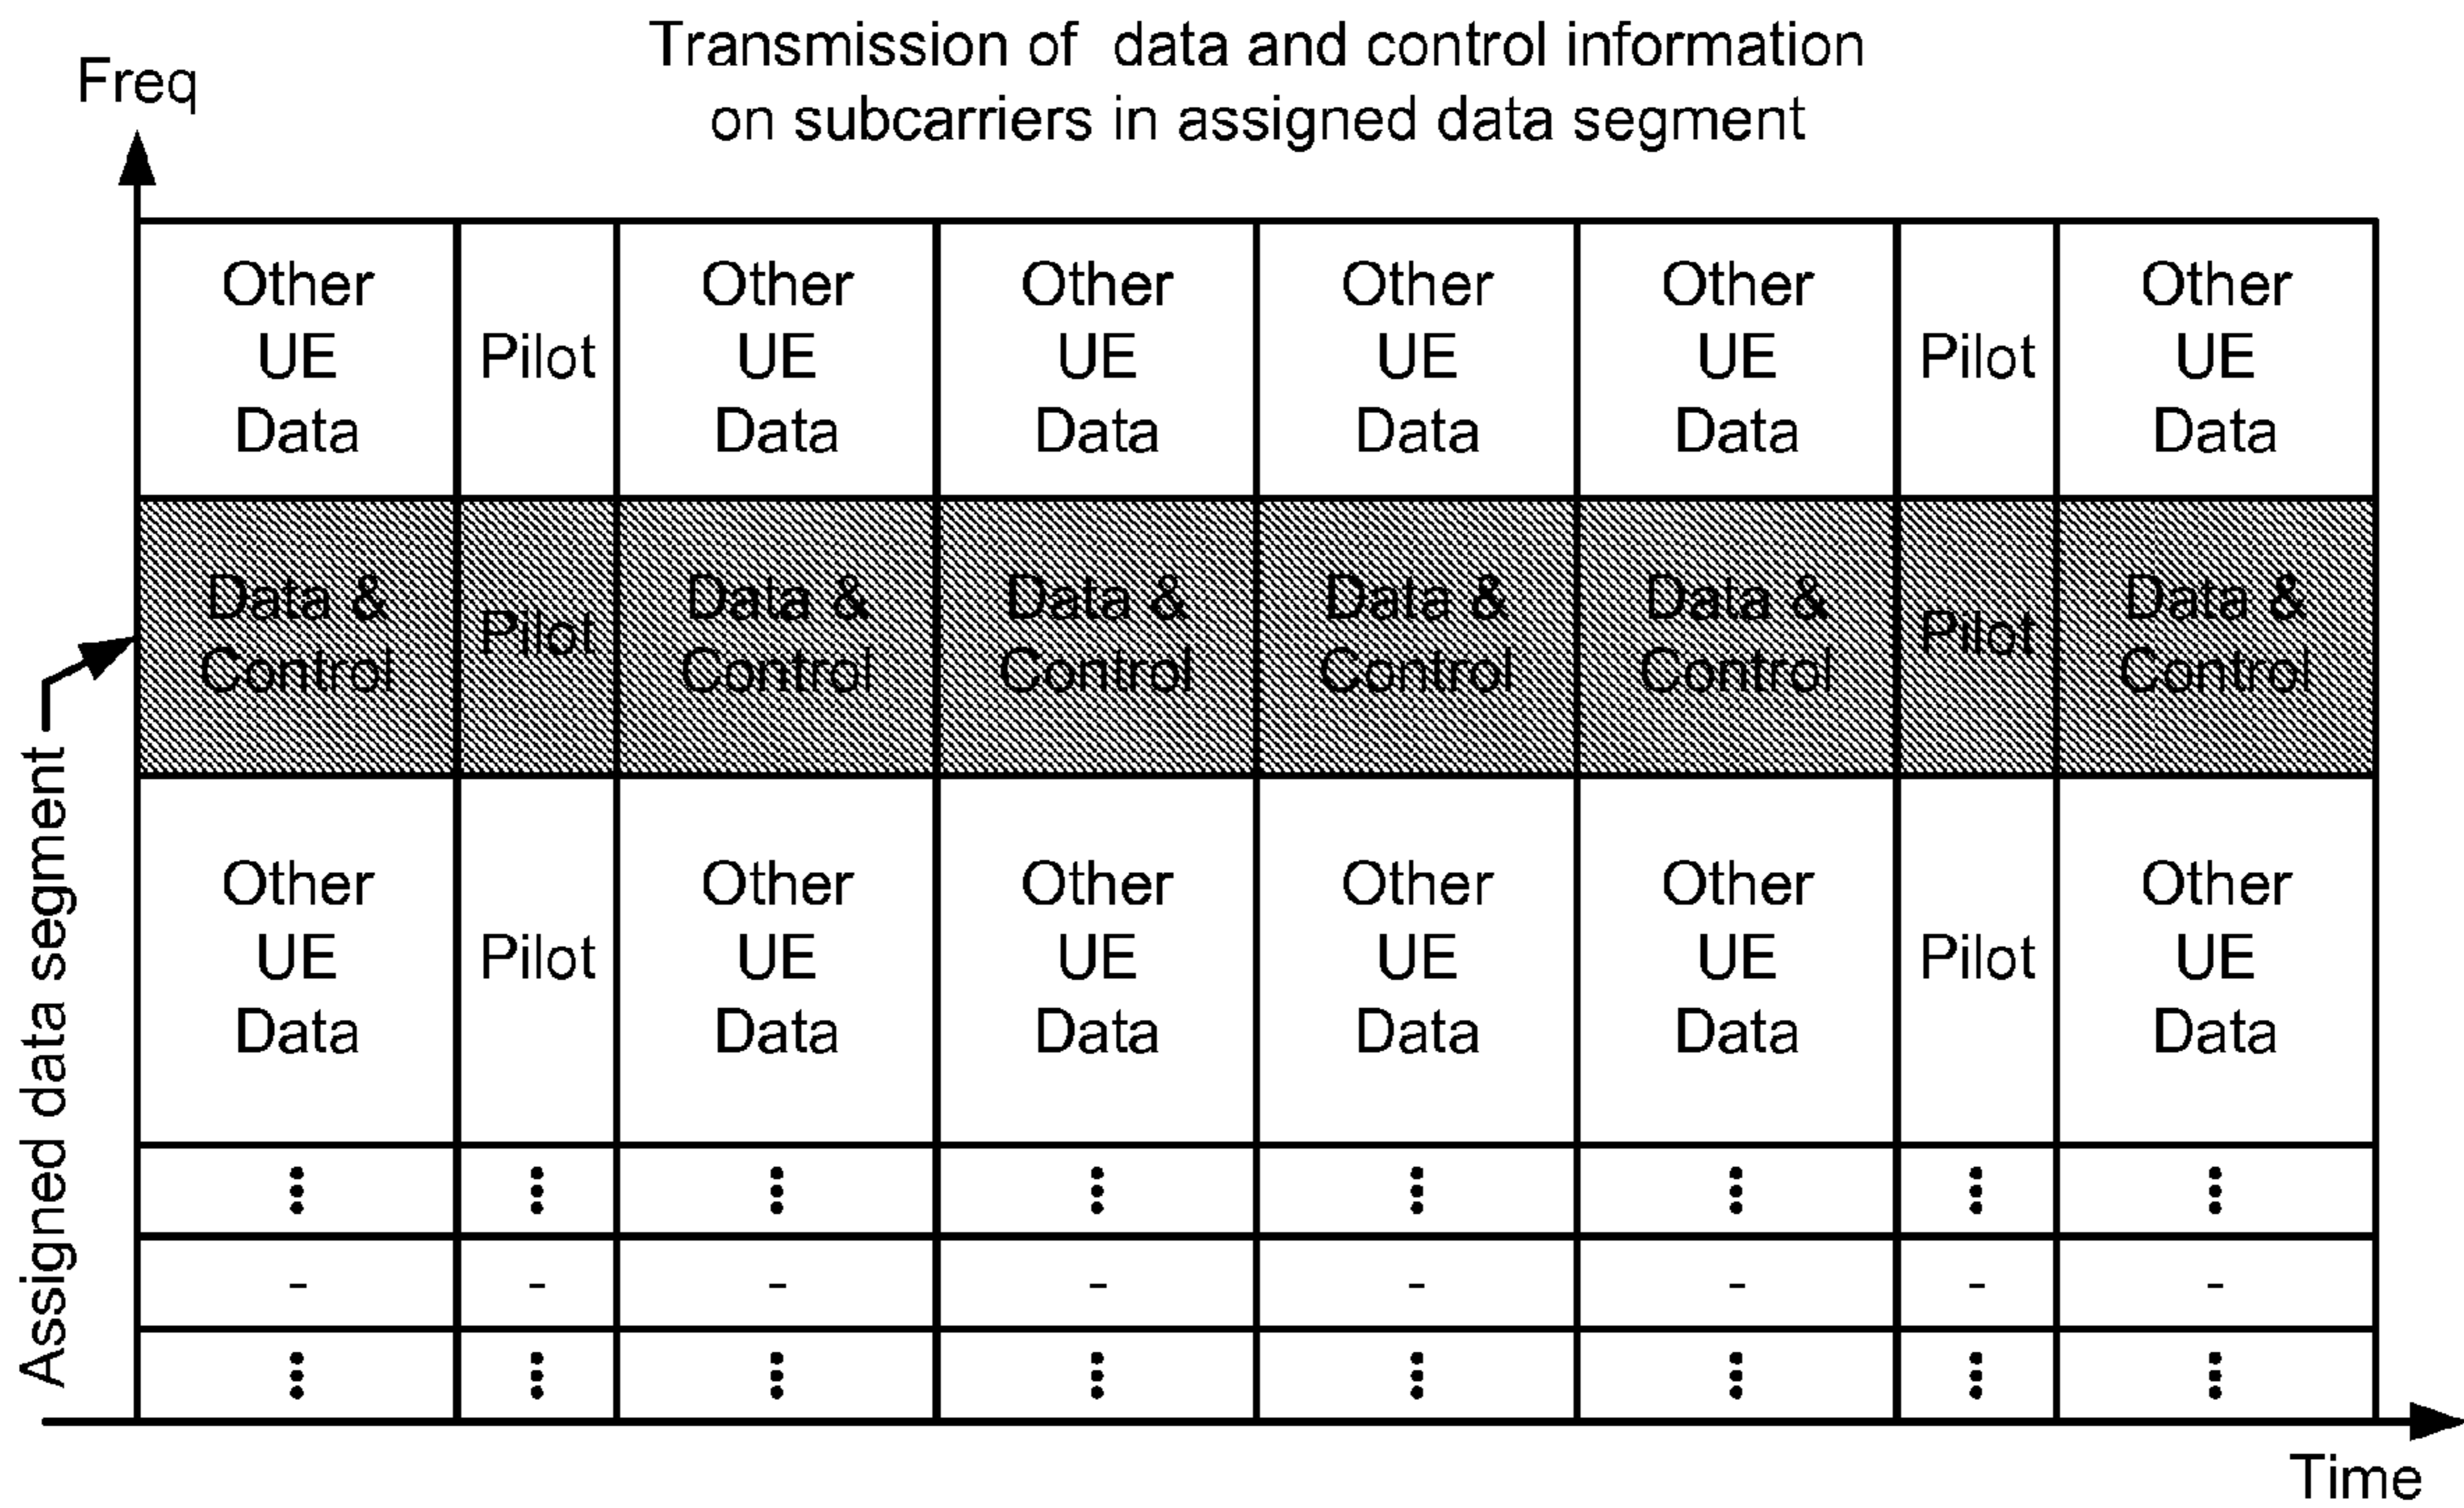 Transmission of data and control information
on subcarriers in assigned data segment
Freq
Other Other Other Other Other Other
UE Pilot UE UE UE UE Pilot UE
Data Data Data Data Data Data
Data & Data & Data & Data & Data & Data &
Pilot Pilot
Control Control Control Control Control Control
Assigned data segment
Other Other Other Other Other Other
UE Pilot UE UE UE UE Pilot UE
Data Data Data Data Data Data
- - - - - - - -
Time